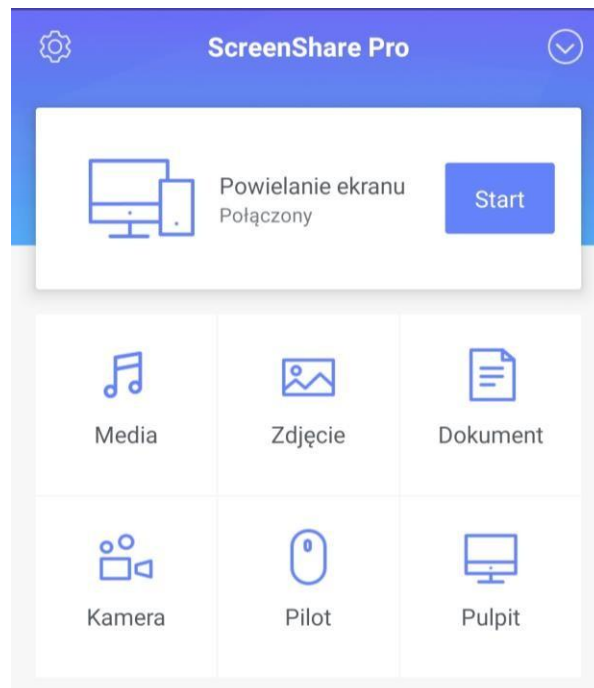 ScreenShare Pro
Powielanie ekranu
Połączony
Start
Media
Zdjęcie
Dokument
Kamera
Pilot
Pulpit